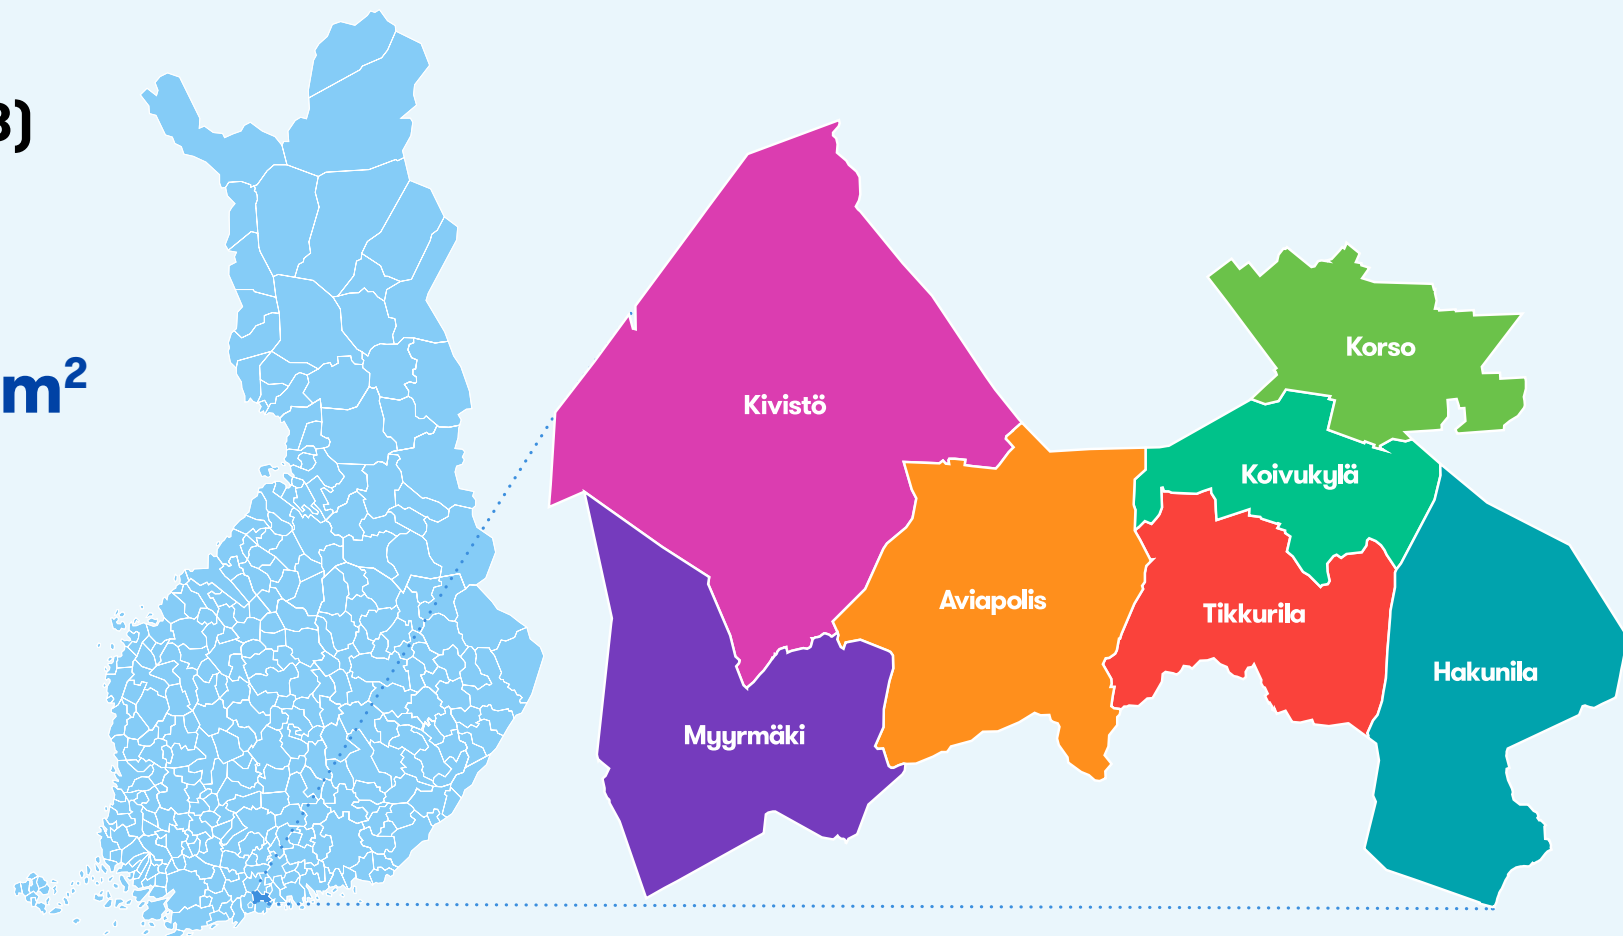 3)
m²
Kivistö
Korso
Koivukylä
Aviapolis
Tikkurila
Hakunila
Myyrmäki